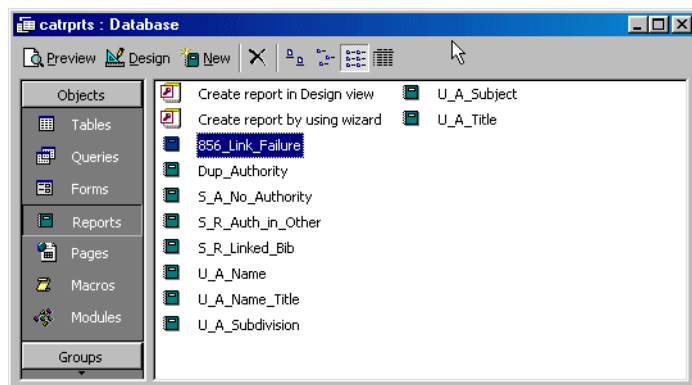 catrprts : Database
Preview Design New
Objects
Tables
Queries
Forms
Reports
Pages
Macros
Modules
Groups
Create report in Design view
Create report by using wizard
856_Link_Failure
Dup_Authority
S_A_No_Authority
S_R_Auth_in_Other
S_R_Linked_Bib
U_A_Name
U_A_Name_Title
U_A_Subdivision
U_A_Subject
U_A_Title